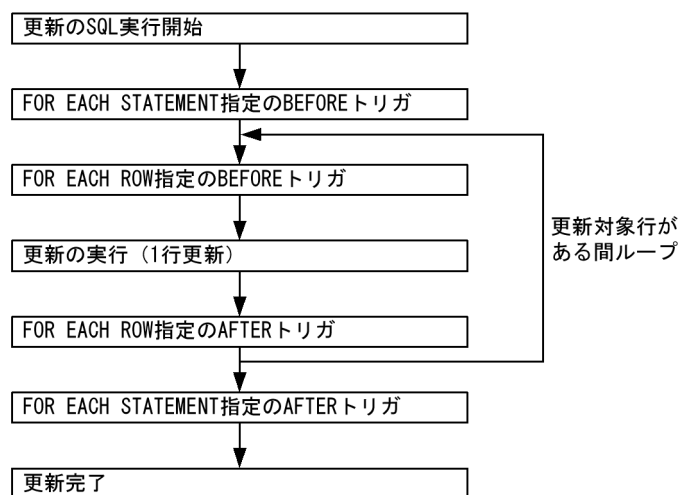 更新のSQL実行開始
FOR EACH STATEMENT指定のBEFOREトリガ
FOR EACH ROW指定のBEFOREトリガ
更新の実行（1行更新）
FOR EACH ROW指定のAFTERトリガ
更新対象行が
ある間ループ
FOR EACH STATEMENT指定のAFTERトリガ
更新完了